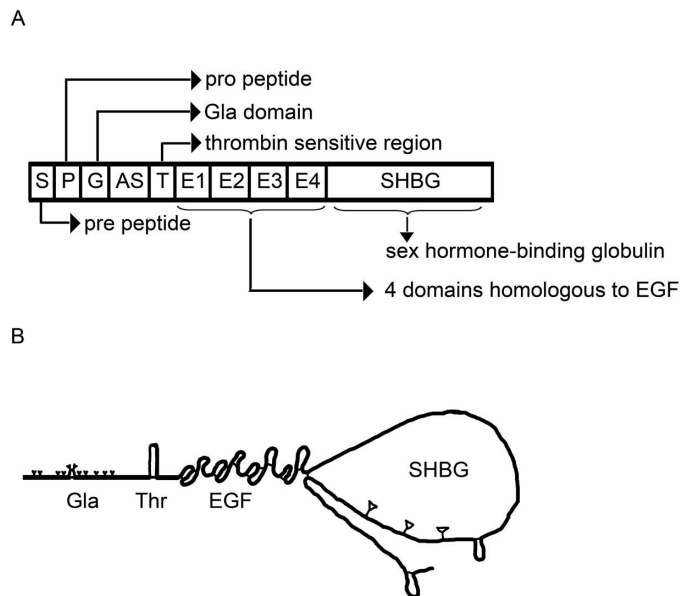 A
pro peptide
Gla domain
thrombin sensitive region
S P G AS T E1 E2 E3 E4 SHBG
pre peptide
sex hormone-binding globulin
4 domains homologous to EGF
B
SHBG
Gla Thr EGF